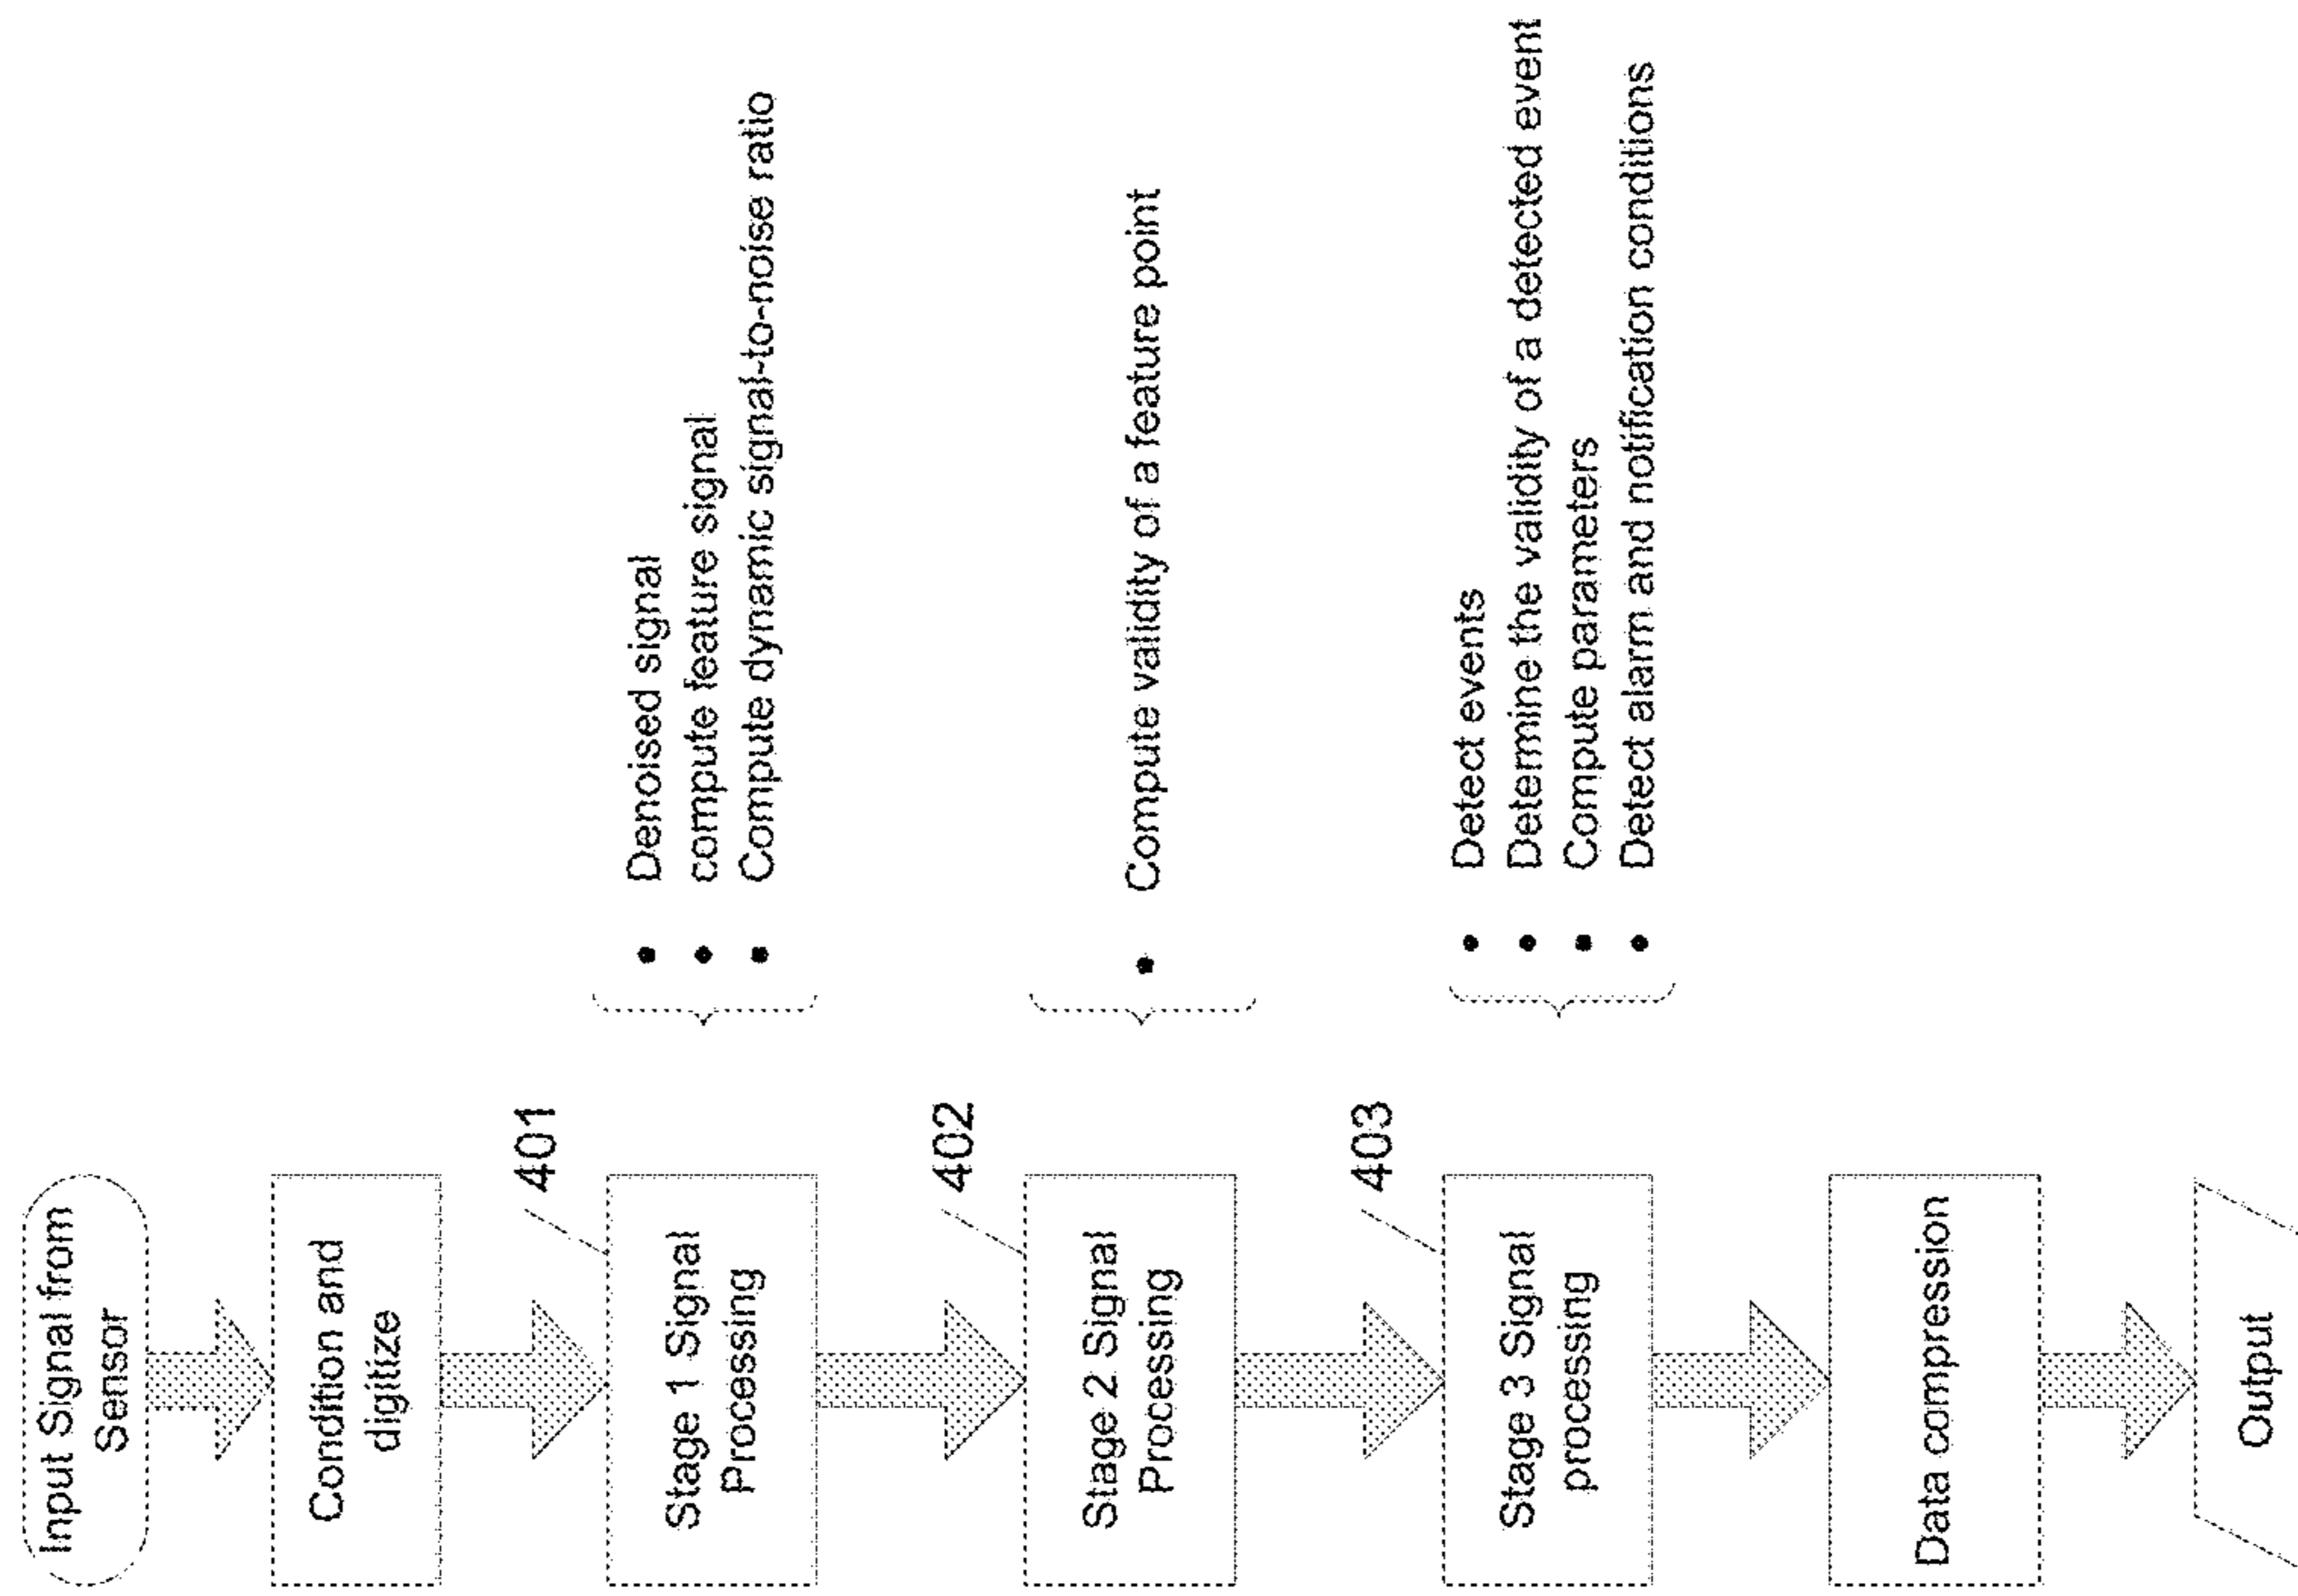 Input Signal from
Sensor
Condition and
digitize
401
Stage 1 Signal
Processing
• Denoised signal
• compute feature signal
• Compute dynamic signal-to-noise ratio
402
Stage 2 Signal
Processing
• Compute validity of a feature point
403
Stage 3 Signal
processing
• Detect events
• Determine the validity of a detected event
• Compute parameters
• Detect alarm and notification conditions
Data compression
Output